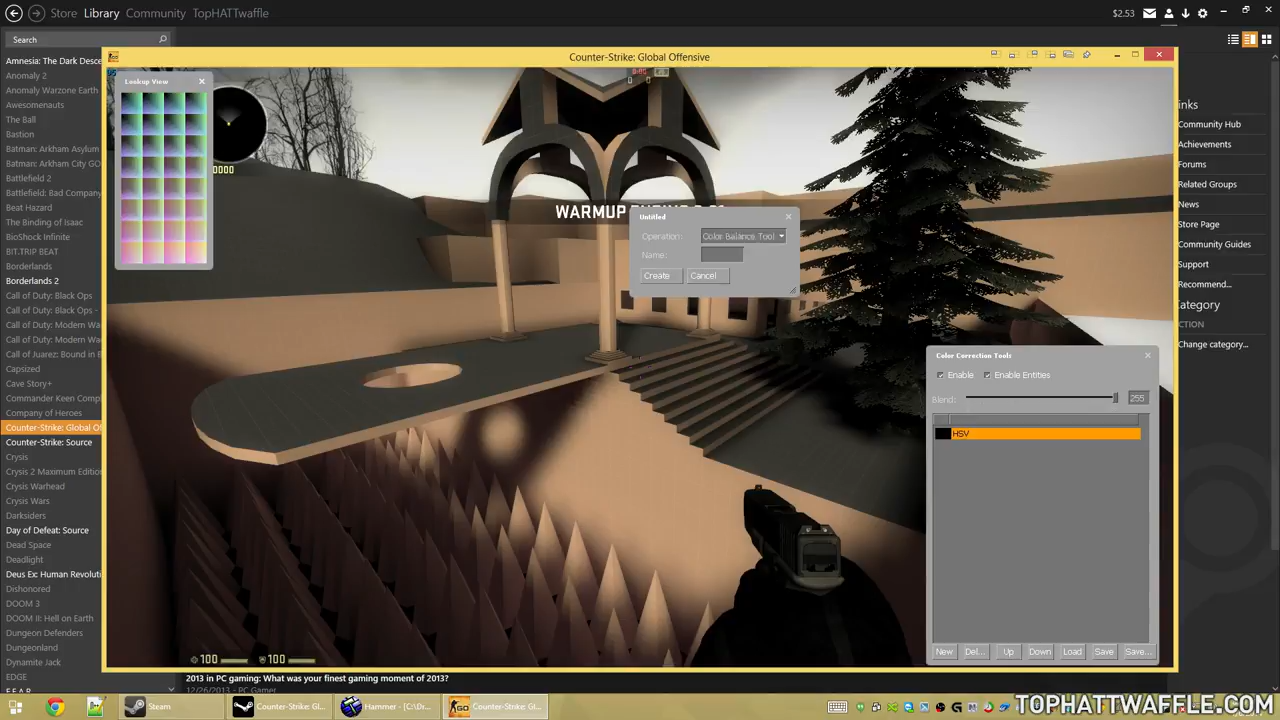 Store Library Community TopHATTwaffle
$2.53
Search
Amnesia: The Dark Desce
Anomaly 2
Anomaly Warzone Earth
Awesomenauts
The Ball
Bastion
Batman: Arkham Asylum
Batman: Arkham City GO
Battlefield 2
Battlefield: Bad Company
Beat Hazard
The Binding of Isaac
BioShock Infinite
BIT.TRIP BEAT
Borderlands
Borderlands 2
Call of Duty: Black Ops
Call of Duty: Black Ops -
Call of Duty: Modern Wa
Call of Duty: Modern Wa
Call of Juarez: Bound in B
Capsized
Cave Story+
Commander Keen Compl
Company of Heroes
Counter-Strike: Global Of
Counter-Strike: Source
Crysis
Crysis 2 Maximum Edition
Crysis Warhead
Crysis Wars
Darksiders
Day of Defeat: Source
Dead Space
Deadlight
Deus Ex: Human Revoluti
Dishonored
DOOM 3
DOOM II: Hell on Earth
Dungeon Defenders
Dungeonland
Dynamite Jack
EDGE
F.E.A.R.
Counter-Strike: Global Offensive
Lookup View
0000
WARMUP
Untitled
Operation: Color Balance Tool
Name:
Create Cancel
Color Correction Tools
Enable Enable Entities
Blend: 255
HSV
New Del... Up Down Load Save Save...
100 100
inks
Community Hub
Achievements
Forums
Related Groups
News
Store Page
Community Guides
Support
Recommend...
ategory
CTION
Change category...
2013 in PC gaming: What was your finest gaming moment of 2013?
12/26/2013 - PC Gamer
Steam
Counter-Strike: Gl...
Hammer - [C:\Dr...
Counter-Strike: Gl...
TOPHATTWAFFLE.COM